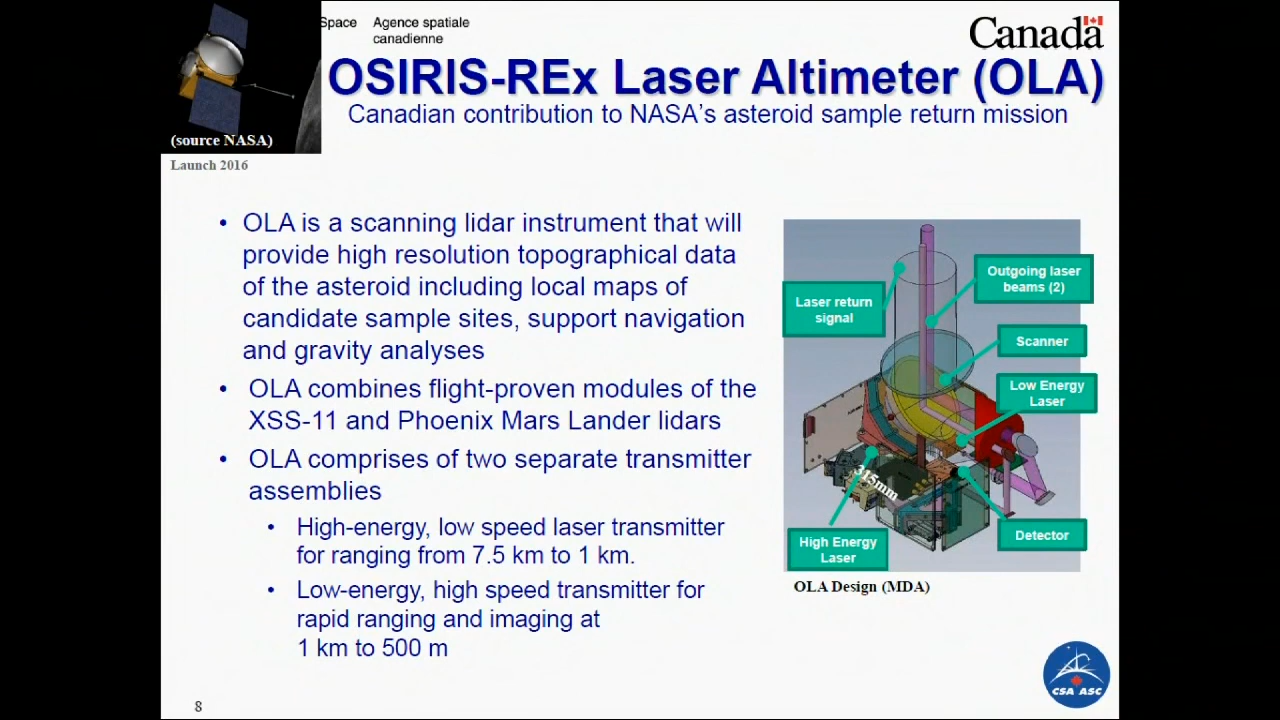 Space Agence spatiale
canadienne
Canada
OSIRIS-REx Laser Altimeter (OLA)
Canadian contribution to NASA's asteroid sample return mission
(source NASA)
Launch 2016
• OLA is a scanning lidar instrument that will
provide high resolution topographical data
of the asteroid including local maps of
candidate sample sites, support navigation
and gravity analyses
• OLA combines flight-proven modules of the
XSS-11 and Phoenix Mars Lander lidars
• OLA comprises of two separate transmitter
assemblies
• High-energy, low speed laser transmitter
for ranging from 7.5 km to 1 km.
• Low-energy, high speed transmitter for
rapid ranging and imaging at
1 km to 500 m
Outgoing laser
beams (2)
Laser return
signal
Scanner
Low Energy
Laser
315mm
Detector
High Energy
Laser
OLA Design (MDA)
CSA ASC
8